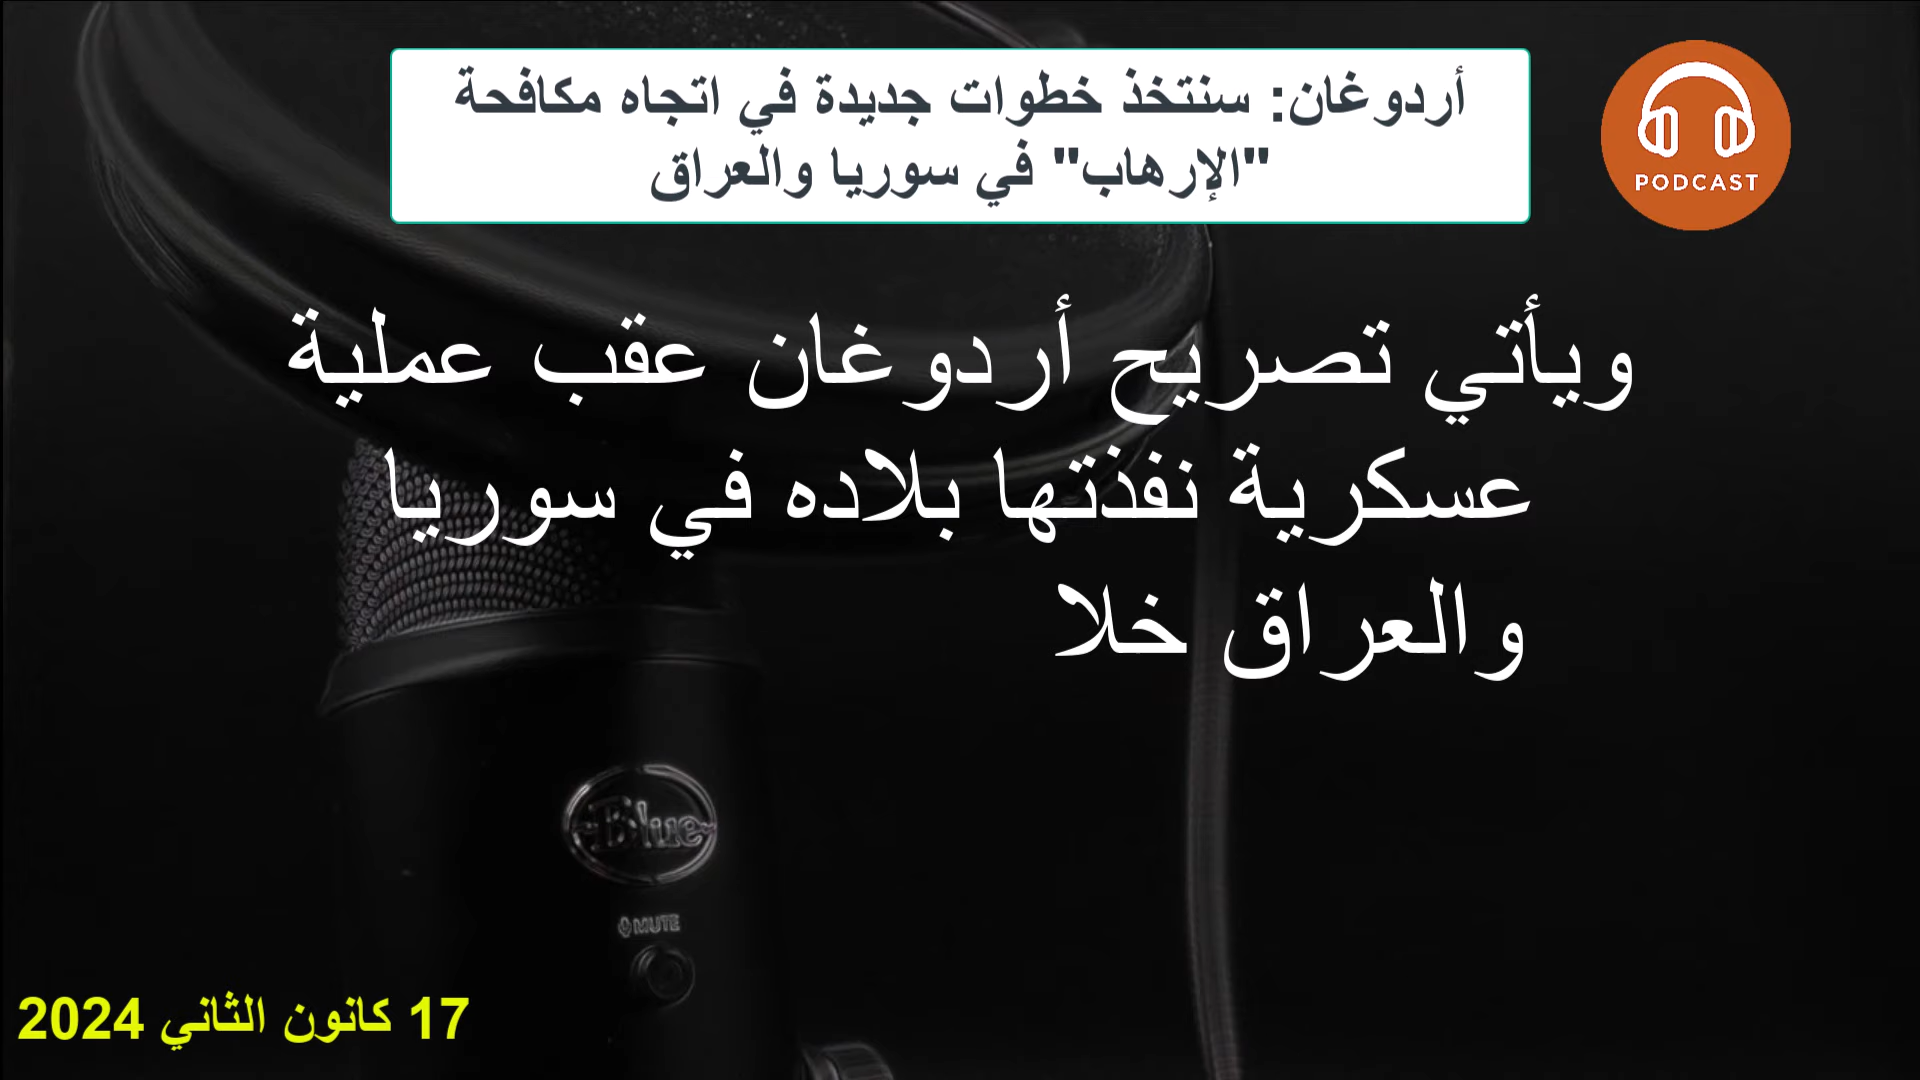 أردوغان: سنتخذ خطوات جديدة في اتجاه مكافحة
"الإرهاب" في سوريا والعراق
PODCAST
ويأتي تصريح أردوغان عقب عملية
عسكرية نفذتها بلاده في سوريا
والعراق خلا
Blue
MUTE
17 كانون الثاني 2024